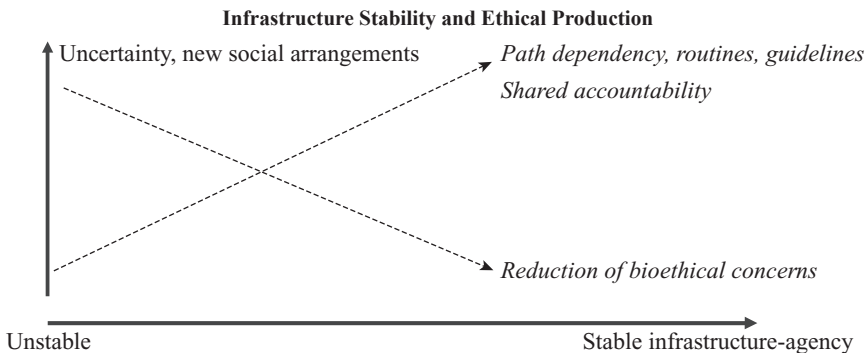 Infrastructure Stability and Ethical Production
Uncertainty, new social arrangements
Path dependency, routines, guidelines
Shared accountability
Reduction of bioethical concerns
Unstable
Stable infrastructure-agency